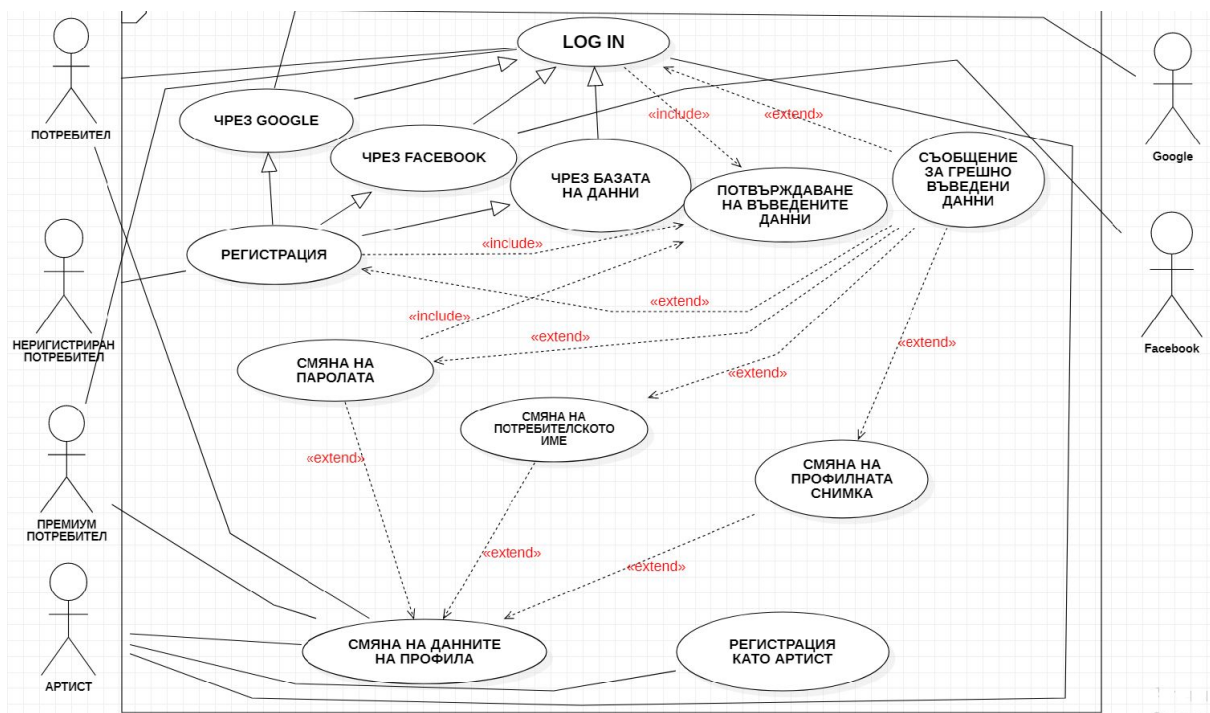 LOG IN
ПОТРЕБИТЕЛ
ЧРЕЗ GOOGLE
«include»
«extend»
Google
ЧРЕЗ FACEBOOK
ЧРЕЗ БАЗАТА
НА ДАННИ
ПОТВЪРЖДАВАНЕ
НА ВЪВЕДЕНИТЕ
ДАННИ
СЪОБЩЕНИЕ
ЗА ГРЕШНО
ВЪВЕДЕНИ
ДАННИ
РЕГИСТРАЦИЯ
«include»
«extend»
«include»
«extend»
«extend»
«extend»
НЕРИГИСТРИРАН
ПОТРЕБИТЕЛ
Facebook
СМЯНА НА
ПАРОЛАТА
СМЯНА НА
ПОТРЕБИТЕЛСКОТО
ИМЕ
СМЯНА НА
ПРОФИЛНАТА
СНИМКА
«extend»
ПРЕМИУМ
ПОТРЕБИТЕЛ
«extend»
«extend»
СМЯНА НА ДАННИТЕ
НА ПРОФИЛА
РЕГИСТРАЦИЯ
КАТО АРТИСТ
АРТИСТ